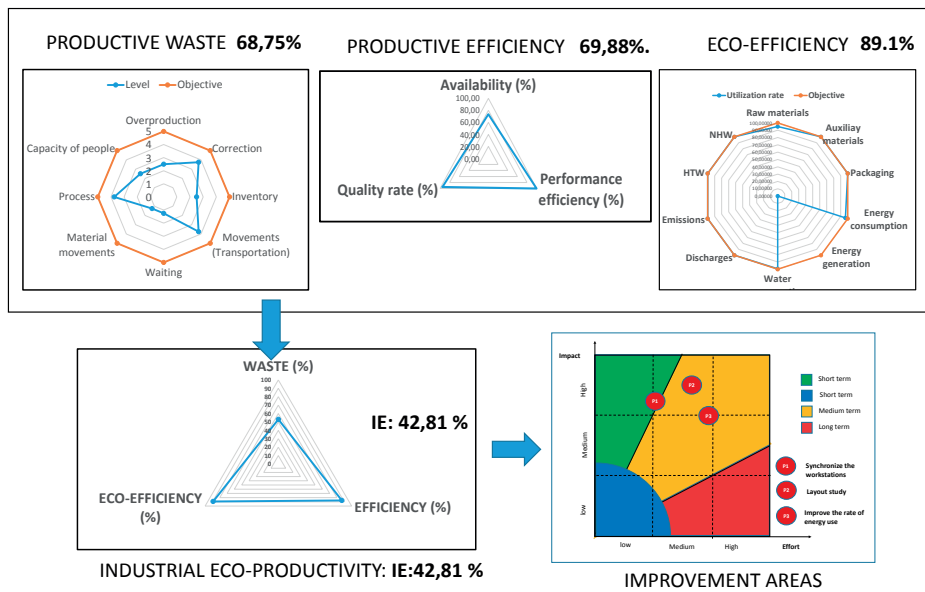 PRODUCTIVE WASTE 68,75%
Level
Objective
Overproduction
Correction
Inventory
Movements
(Transportation)
Waiting
Material
movements
Process
Capacity of people
5
4
3
2
1
0
PRODUCTIVE EFFICIENCY 69,88%.
Availability (%)
100,00
80,00
60,00
40,00
20,00
0,00
Quality rate (%)
Performance
efficiency (%)
ECO-EFFICIENCY 89.1%
Utilization rate
Objective
Raw materials
Auxiliay
materials
Packaging
Energy
consumption
Energy
generation
Water
Discharges
Emissions
HTW
NHW
WASTE (%)
100
90
80
70
60
50
40
30
20
10
0
IE: 42,81 %
ECO-EFFICIENCY
(%)
EFFICIENCY (%)
INDUSTRIAL ECO-PRODUCTIVITY: IE:42,81 %
Impact
High
Medium
low
low
Medium
High
Effort
P1
P2
P3
Short term
Short term
Medium term
Long term
P1
Synchronize the
workstations
P2
Layout study
P3
Improve the rate of
energy use
IMPROVEMENT AREAS